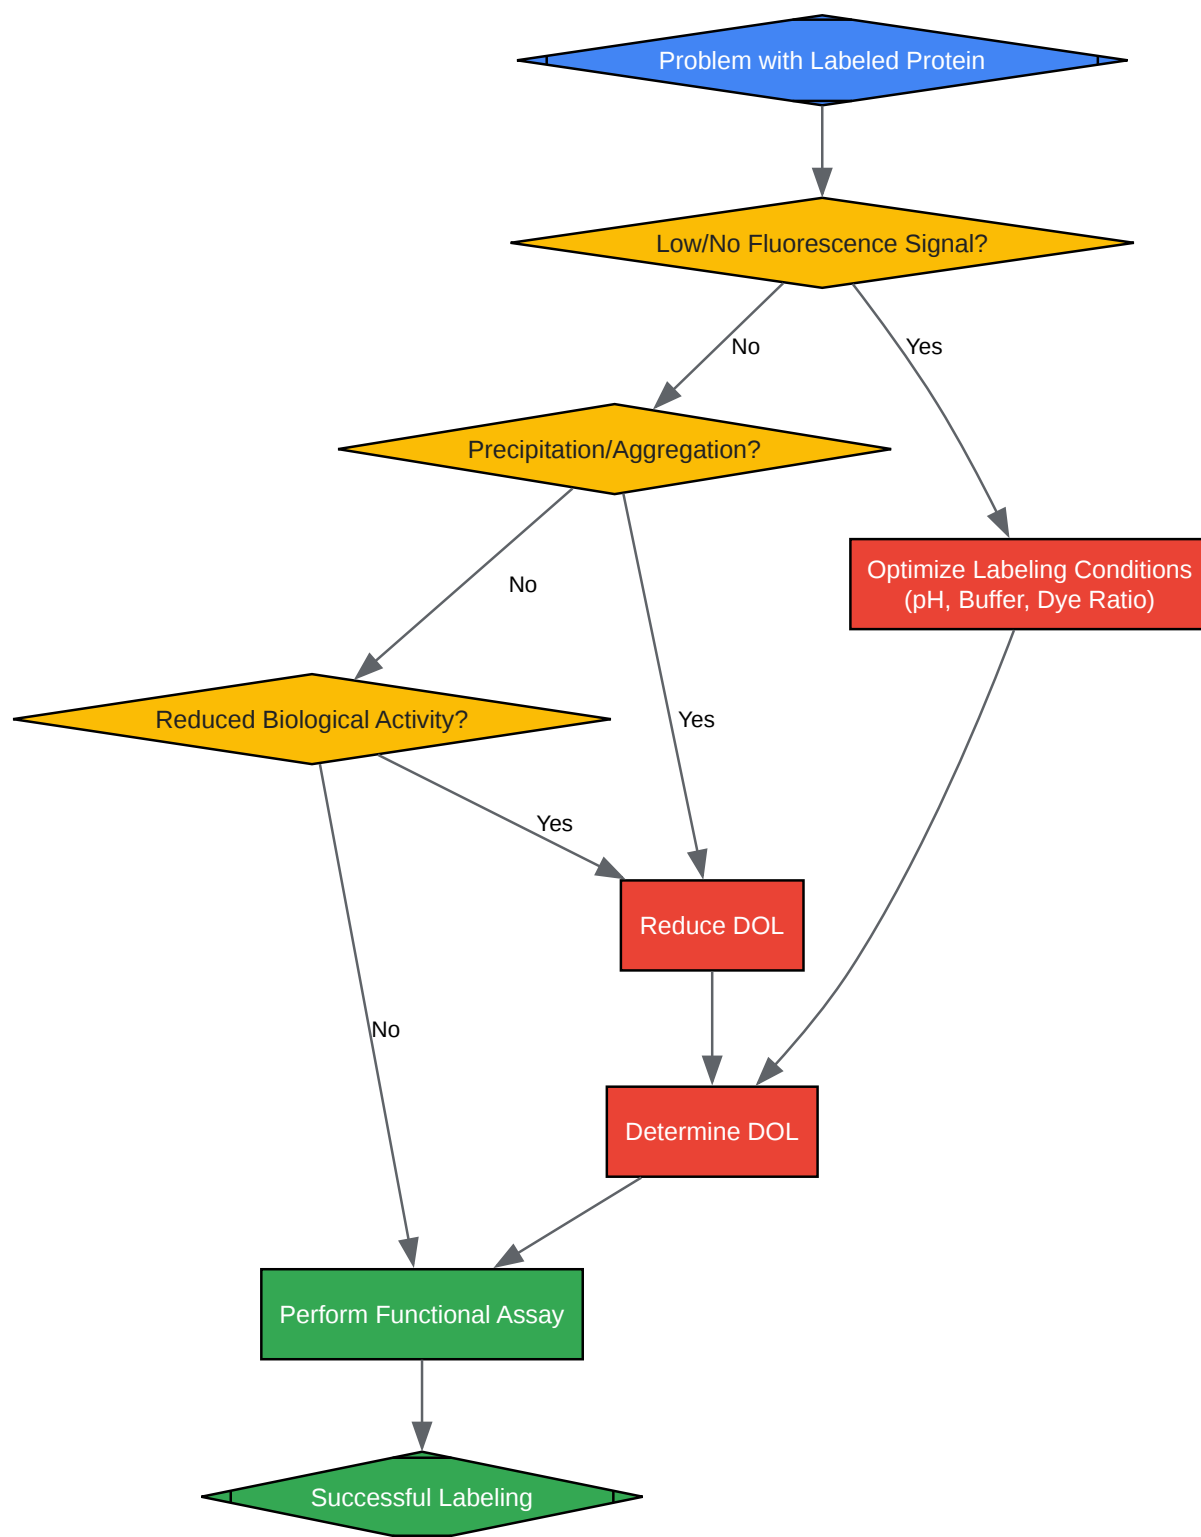 Problem with Labeled Protein
Low/No Fluorescence Signal?
No
Yes
Precipitation/Aggregation?
Optimize Labeling Conditions
(pH, Buffer, Dye Ratio)
No
Yes
Reduced Biological Activity?
Yes
Reduce DOL
No
Determine DOL
Perform Functional Assay
Successful Labeling